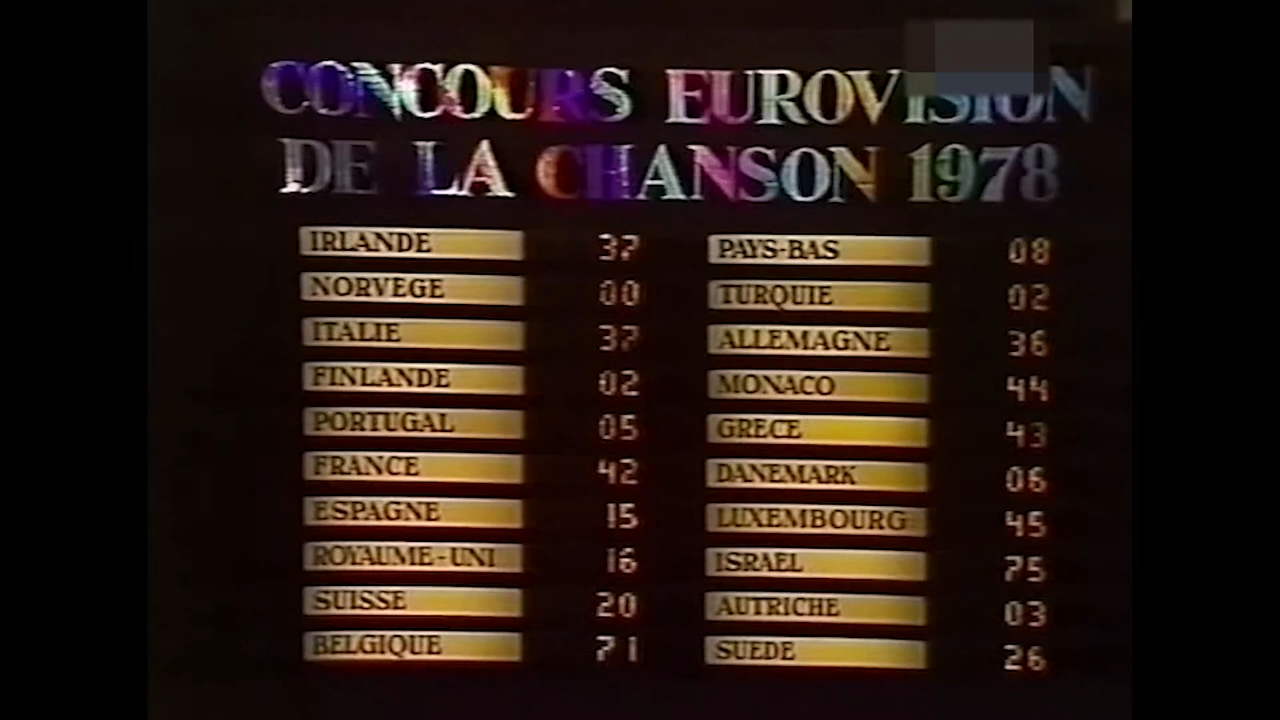 CONCOURS EUROVISION
DE LA CHANSON 1978
IRLANDE 37 PAYS-BAS 08
NORVEGE 00 TURQUIE 02
ITALIE 37 ALLEMAGNE 36
FINLANDE 02 MONACO 44
PORTUGAL 05 GRECE 43
FRANCE 42 DANEMARK 06
ESPAGNE 15 LUXEMBOURG 45
ROYAUME-UNI 16 ISRAEL 75
SUISSE 20 AUTRICHE 03
BELGIQUE 71 SUEDE 26